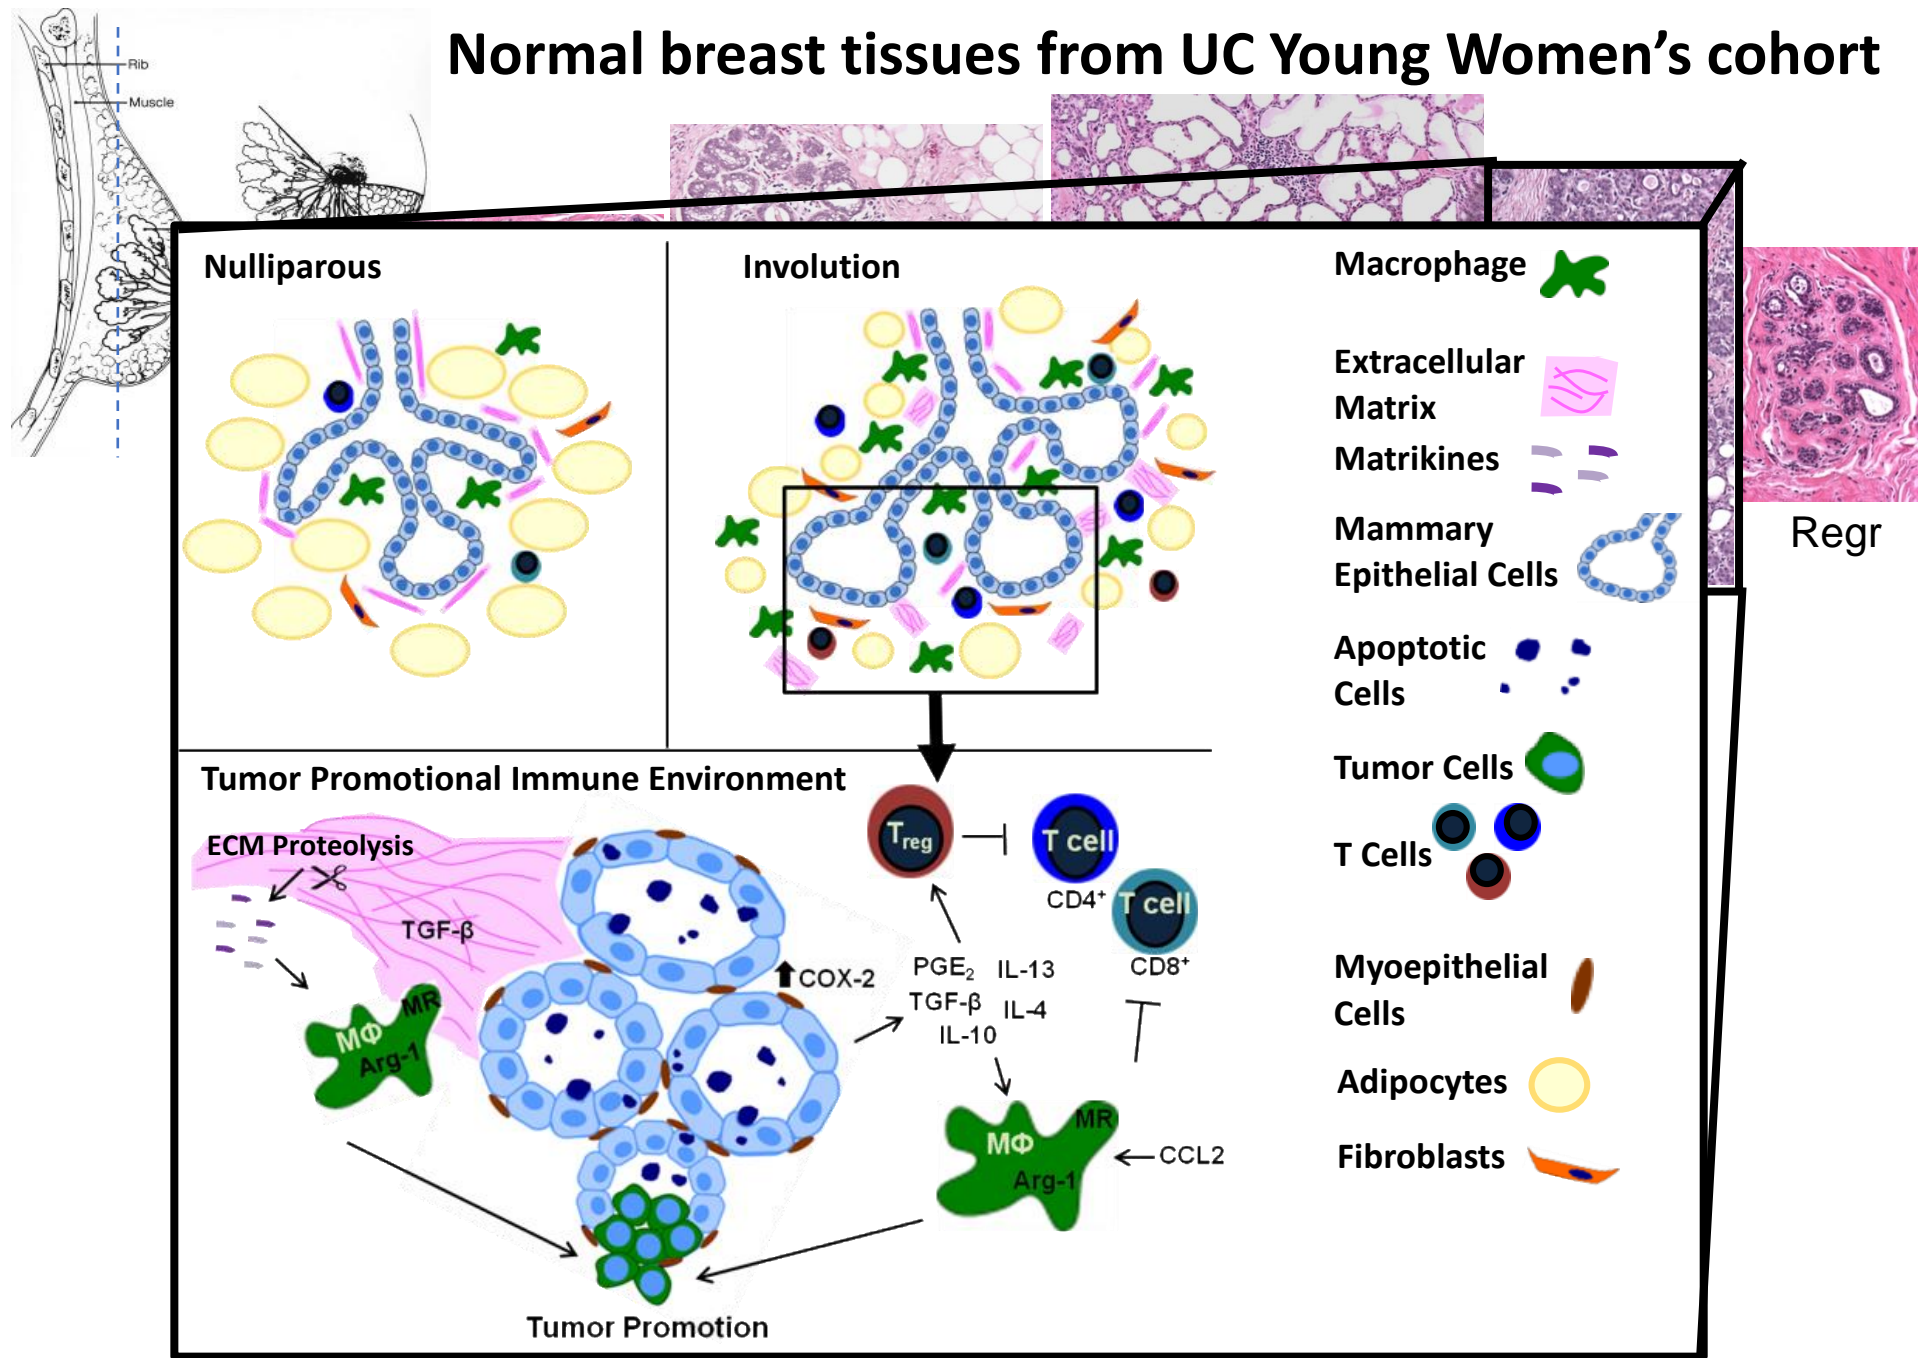 Normal breast tissues from UC Young Women's cohort
Rib
Muscle
Nulliparous
Involution
Macrophage
Extracellular
Matrix
Matrikines
Mammary
Epithelial Cells
Apoptotic
Cells
Tumor Cells
T Cells
Myoepithelial
Cells
Adipocytes
Fibroblasts
Regr
Tumor Promotional Immune Environment
ECM Proteolysis
TGF-β
MΦ
MR
Arg-1
COX-2
Treg
T cell
CD4⁺
T cell
CD8⁺
PGE₂
IL-13
TGF-β
IL-4
IL-10
MΦ
MR
Arg-1
CCL2
Tumor Promotion